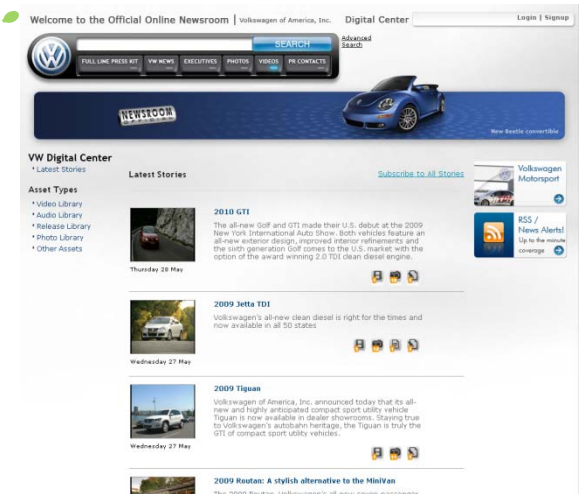 Welcome to the Official Online Newsroom | Volkswagen of America, Inc. Digital Center
Login | Signup
SEARCH
Advanced
Search
FULL LINE PRESS KIT
VW NEWS
EXECUTIVES
PHOTOS
VIDEOS
PR CONTACTS
NEWSROOM
New Beetle convertible
VW Digital Center
Latest Stories
Asset Types
Video Library
Audio Library
Release Library
Photo Library
Other Assets
Latest Stories
Subscribe to All Stories
2010 GTI
The all-new Golf and GTI made their U.S. debut at the 2009
New York International Auto Show. Both vehicles feature an
all-new exterior design, improved interior refinements and
the sixth generation Golf comes to the U.S. market with the
option of the award winning 2.0 TDI clean diesel engine.
Thursday 28 May
2009 Jetta TDI
Volkswagen's all-new clean diesel is right for the times and
now available in all 50 states
Wednesday 27 May
2009 Tiguan
Volkswagen of America, Inc. announced today that its all-
new and highly anticipated compact sport utility vehicle
Tiguan is now available in dealer showrooms. Staying true
to Volkswagen's autobahn heritage, the Tiguan is truly the
GTI of compact sport utility vehicles.
Wednesday 27 May
2009 Routan: A stylish alternative to the MiniVan
The 2009 Routan, Volkswagen's all-new seven-passenger
Volkswagen
Motorsport
RSS /
News Alerts!
Up to the minute
coverage